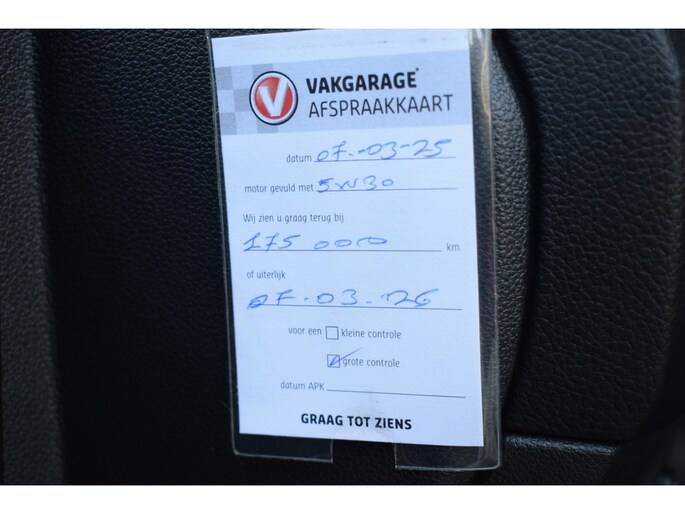 V VAKGARAGE®
AFSPRAAKKAART
datum 07-03-25
motor gevuld met 5W30
Wij zien u graag terug bij
175 000 km
of uiterlijk
07-03-26
voor een kleine controle
grote controle
datum APK
GRAAG TOT ZIENS